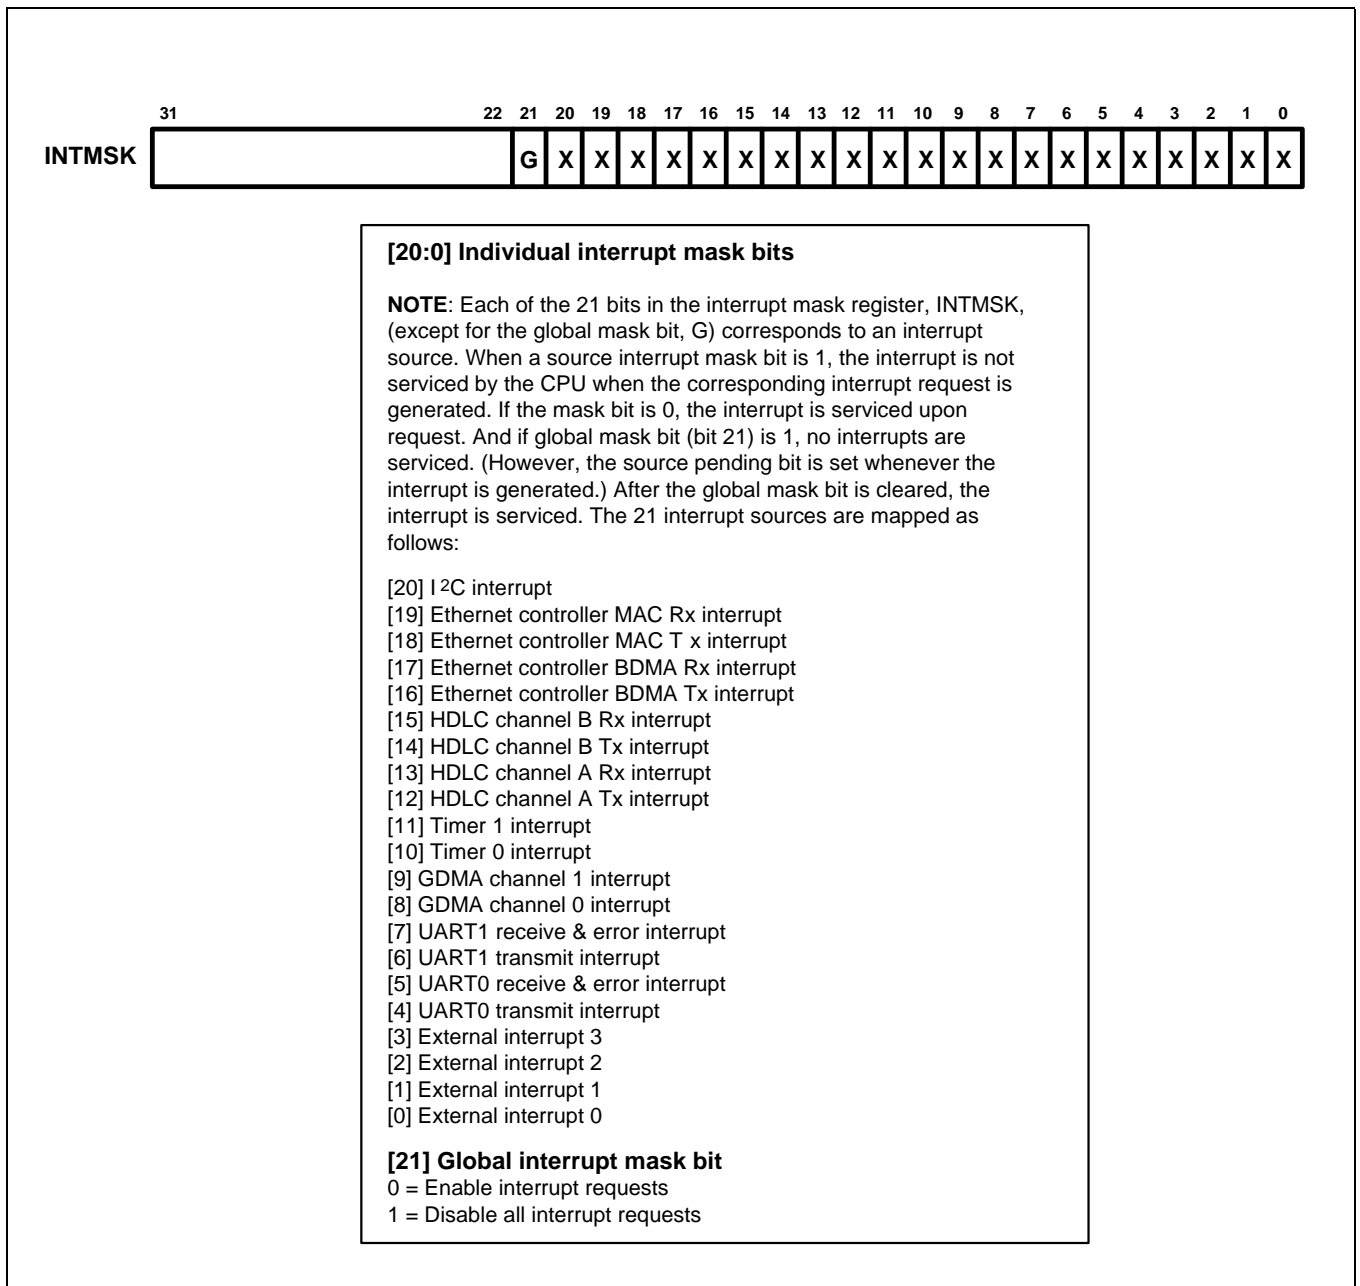 31 22 21 20 19 18 17 16 15 14 13 12 11 10 9 8 7 6 5 4 3 2 1 0
INTMSK G X X X X X X X X X X X X X X X X X X X X X
[20:0] Individual interrupt mask bits
NOTE: Each of the 21 bits in the interrupt mask register, INTMSK,
(except for the global mask bit, G) corresponds to an interrupt
source. When a source interrupt mask bit is 1, the interrupt is not
serviced by the CPU when the corresponding interrupt request is
generated. If the mask bit is 0, the interrupt is serviced upon
request. And if global mask bit (bit 21) is 1, no interrupts are
serviced. (However, the source pending bit is set whenever the
interrupt is generated.) After the global mask bit is cleared, the
interrupt is serviced. The 21 interrupt sources are mapped as
follows:
[20] I 2C interrupt
[19] Ethernet controller MAC Rx interrupt
[18] Ethernet controller MAC T x interrupt
[17] Ethernet controller BDMA Rx interrupt
[16] Ethernet controller BDMA Tx interrupt
[15] HDLC channel B Rx interrupt
[14] HDLC channel B Tx interrupt
[13] HDLC channel A Rx interrupt
[12] HDLC channel A Tx interrupt
[11] Timer 1 interrupt
[10] Timer 0 interrupt
[9] GDMA channel 1 interrupt
[8] GDMA channel 0 interrupt
[7] UART1 receive & error interrupt
[6] UART1 transmit interrupt
[5] UART0 receive & error interrupt
[4] UART0 transmit interrupt
[3] External interrupt 3
[2] External interrupt 2
[1] External interrupt 1
[0] External interrupt 0
[21] Global interrupt mask bit
0 = Enable interrupt requests
1 = Disable all interrupt requests